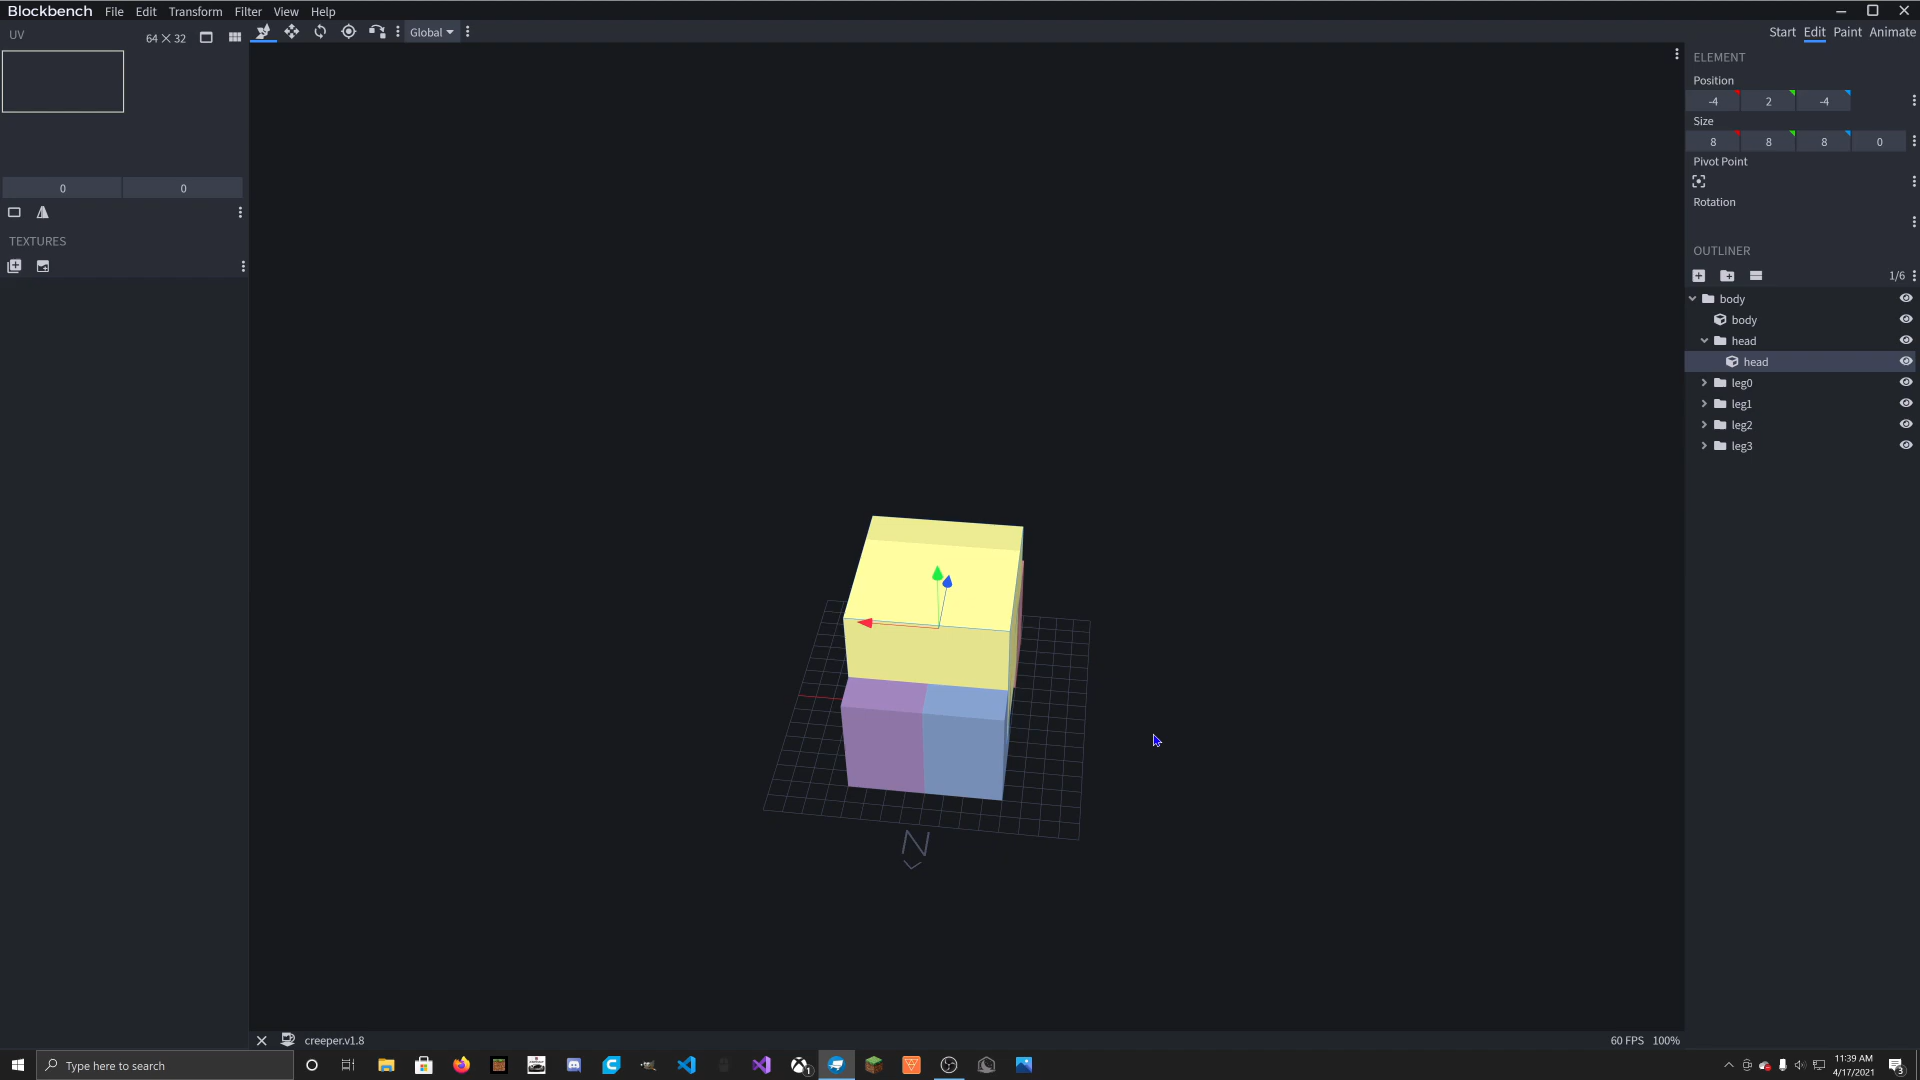 Blockbench File Edit Transform Filter View Help
UV
64 × 32
Global
Start Edit Paint Animate
ELEMENT
Position
-4 2 -4
Size
8 8 8 0
Pivot Point
Rotation
0 0
TEXTURES
OUTLINER
1/6
body
body
head
head
leg0
leg1
leg2
leg3
N
creeper.v1.8
60 FPS 100%
Type here to search
1
11:39 AM
4/17/2021
3